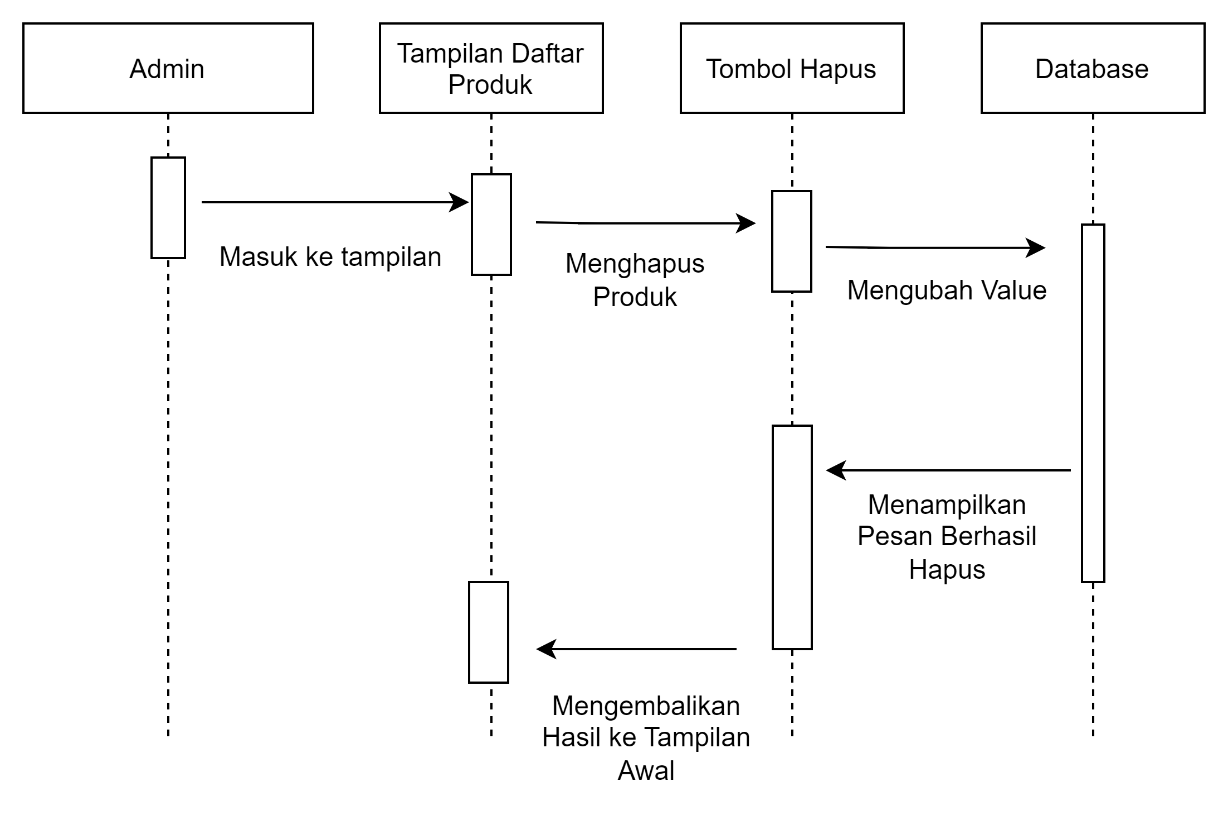 Admin
Tampilan Daftar
Produk
Tombol Hapus
Database
Masuk ke tampilan
Menghapus
Produk
Mengubah Value
Menampilkan
Pesan Berhasil
Hapus
Mengembalikan
Hasil ke Tampilan
Awal